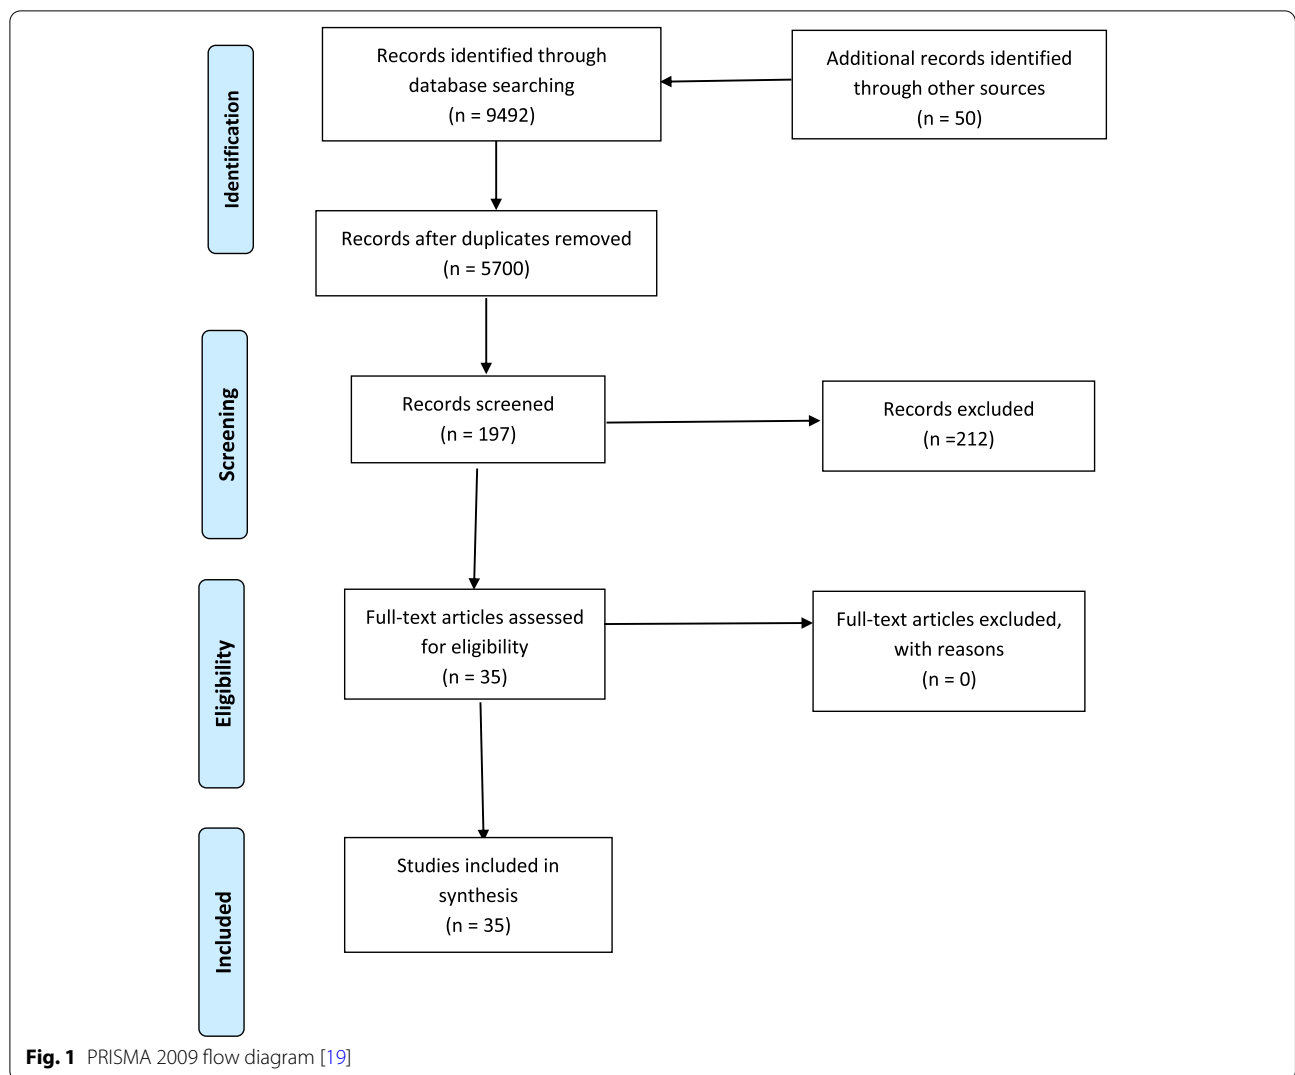 Identification
Records identified through
database searching
(n = 9492)
Additional records identified
through other sources
(n = 50)
Records after duplicates removed
(n = 5700)
Screening
Records screened
(n = 197)
Records excluded
(n =212)
Eligibility
Full-text articles assessed
for eligibility
(n = 35)
Full-text articles excluded,
with reasons
(n = 0)
Included
Studies included in
synthesis
(n = 35)
Fig. 1 PRISMA 2009 flow diagram [19]